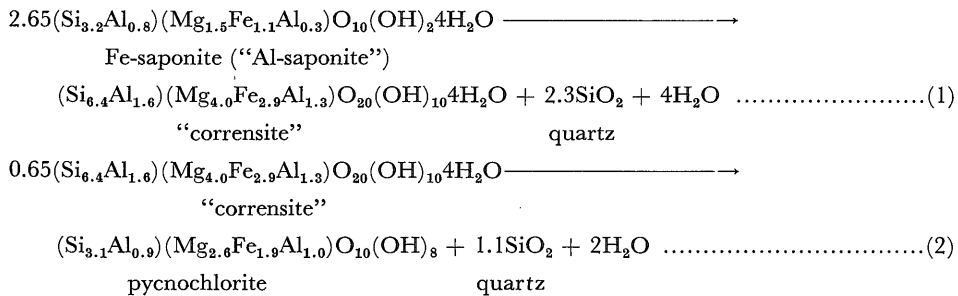 2.65(Si₃.₂Al₀.₈)(Mg₁.₅Fe₁.₁Al₀.₃)O₁₀(OH)₂4H₂O ⟶
Fe-saponite (“Al-saponite”)
(Si₆.₄Al₁.₆)(Mg₄.₀Fe₂.₉Al₁.₃)O₂₀(OH)₁₀4H₂O + 2.3SiO₂ + 4H₂O ........................(1)
“corrensite” quartz
0.65(Si₆.₄Al₁.₆)(Mg₄.₀Fe₂.₉Al₁.₃)O₂₀(OH)₁₀4H₂O ⟶
“corrensite”
(Si₃.₁Al₀.₉)(Mg₂.₆Fe₁.₉Al₁.₀)O₁₀(OH)₈ + 1.1SiO₂ + 2H₂O .................................(2)
pycnochlorite quartz